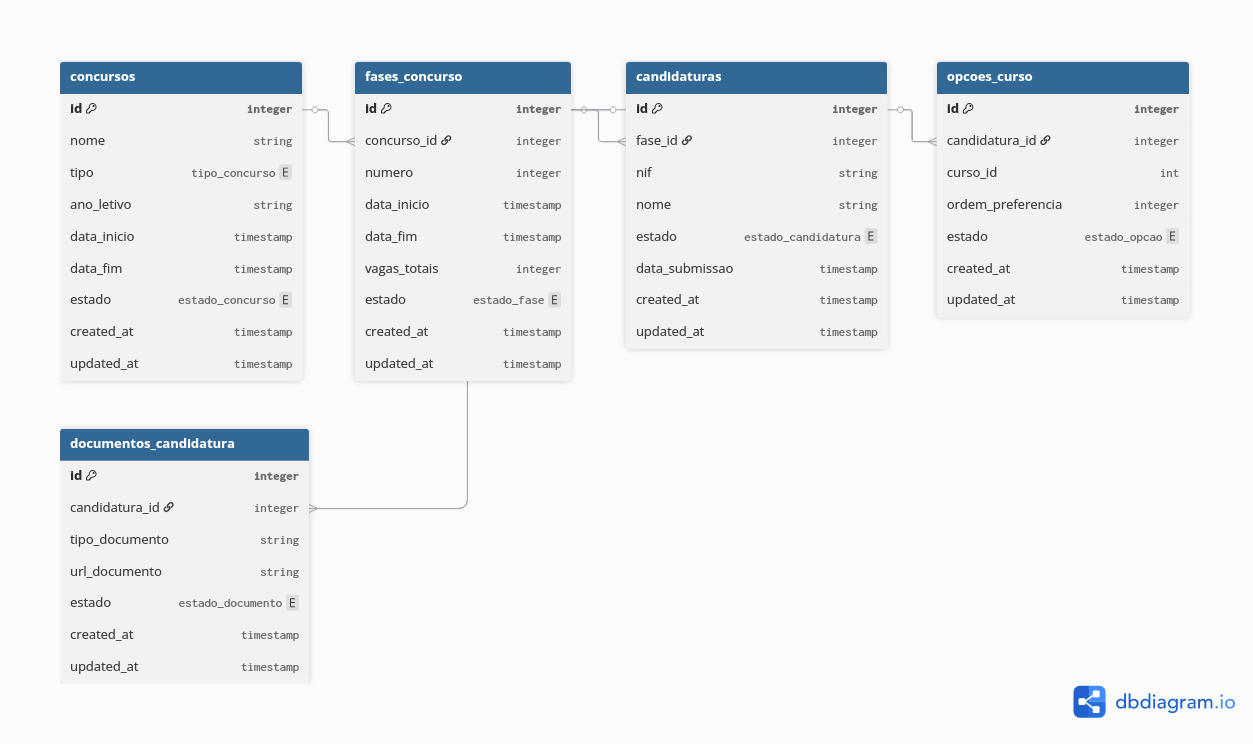 concursos
id integer
nome string
tipo tipo_concurso E
ano_letivo string
data_inicio timestamp
data_fim timestamp
estado estado_concurso E
created_at timestamp
updated_at timestamp
fases_concurso
id integer
concurso_id integer
numero integer
data_inicio timestamp
data_fim timestamp
vagas_totais integer
estado estado_fase E
created_at timestamp
updated_at timestamp
candidaturas
id integer
fase_id integer
nif string
nome string
estado estado_candidatura E
data_submissao timestamp
created_at timestamp
updated_at timestamp
opcoes_curso
id integer
candidatura_id integer
curso_id int
ordem_preferencia integer
estado estado_opcao E
created_at timestamp
updated_at timestamp
documentos_candidatura
id integer
candidatura_id integer
tipo_documento string
url_documento string
estado estado_documento E
created_at timestamp
updated_at timestamp
dbdiagram.io